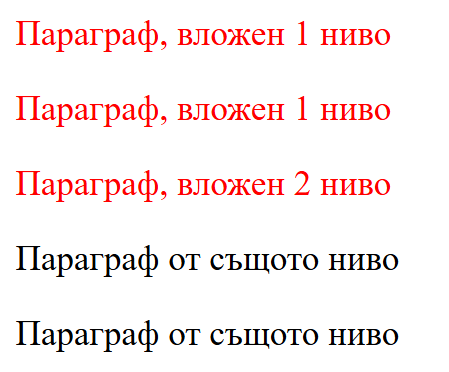 Параграф, вложен 1 ниво
Параграф, вложен 1 ниво
Параграф, вложен 2 ниво
Параграф от същото ниво
Параграф от същото ниво